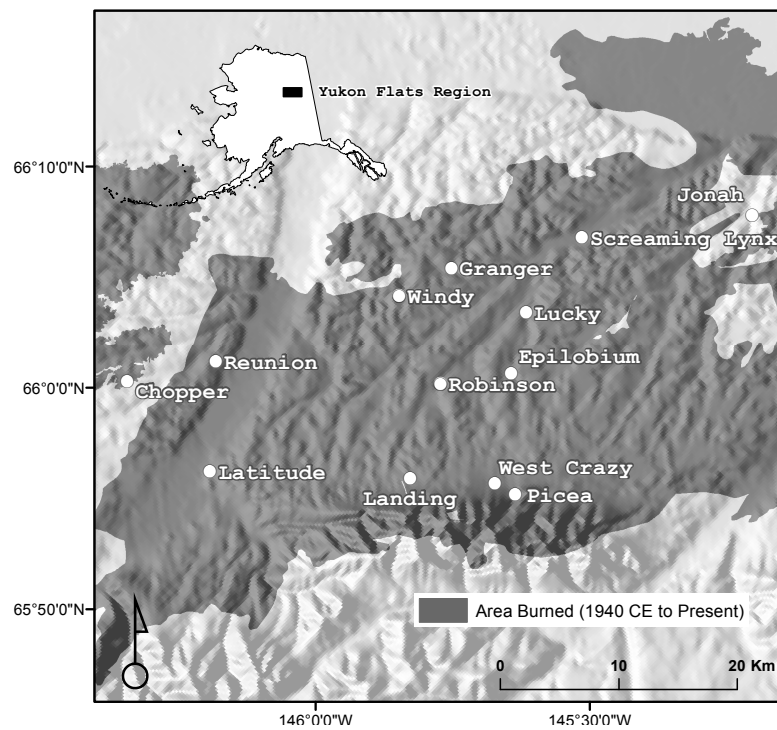 Yukon Flats Region
66°10'0"N
Jonah
Screaming Lynx
Granger
Windy
Lucky
Epilobium
Reunion
Robinson
66°0'0"N
Chopper
West Crazy
Latitude
Landing
Picea
65°50'0"N
Area Burned (1940 CE to Present)
0 10 20 Km
146°0'0"W 145°30'0"W